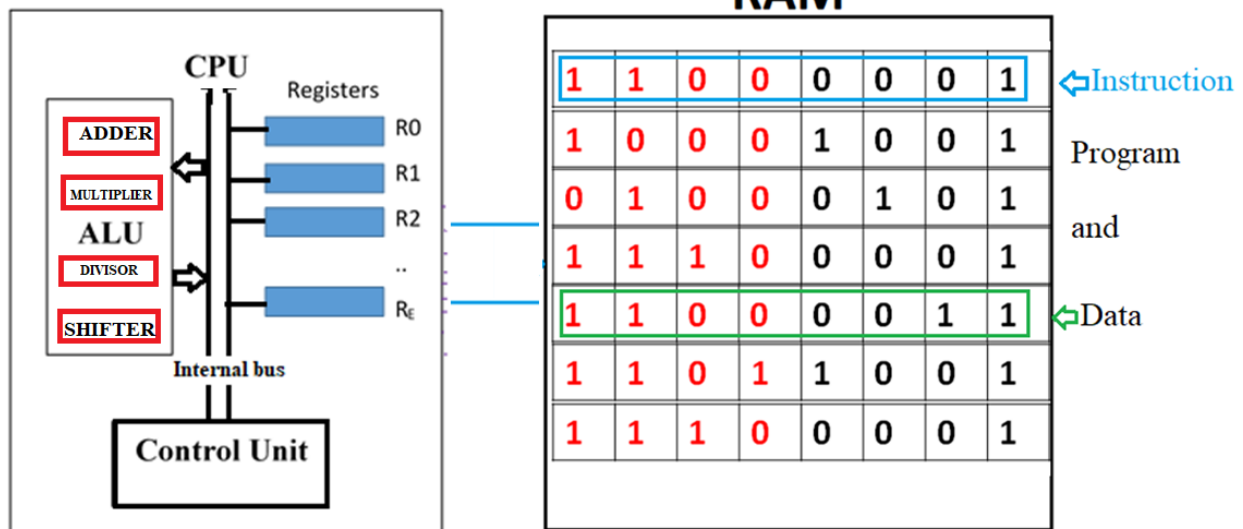 RAM
CPU
Registers
ADDER
MULTIPLIER
ALU
DIVISOR
SHIFTER
R0
R1
R2
..
RE
Internal bus
Control Unit
1 1 0 0 0 0 0 1
1 0 0 0 1 0 0 1
0 1 0 0 0 1 0 1
1 1 1 0 0 0 0 1
1 1 0 0 0 0 1 1
1 1 0 1 1 0 0 1
1 1 1 0 0 0 0 1
Instruction
Program
and
Data